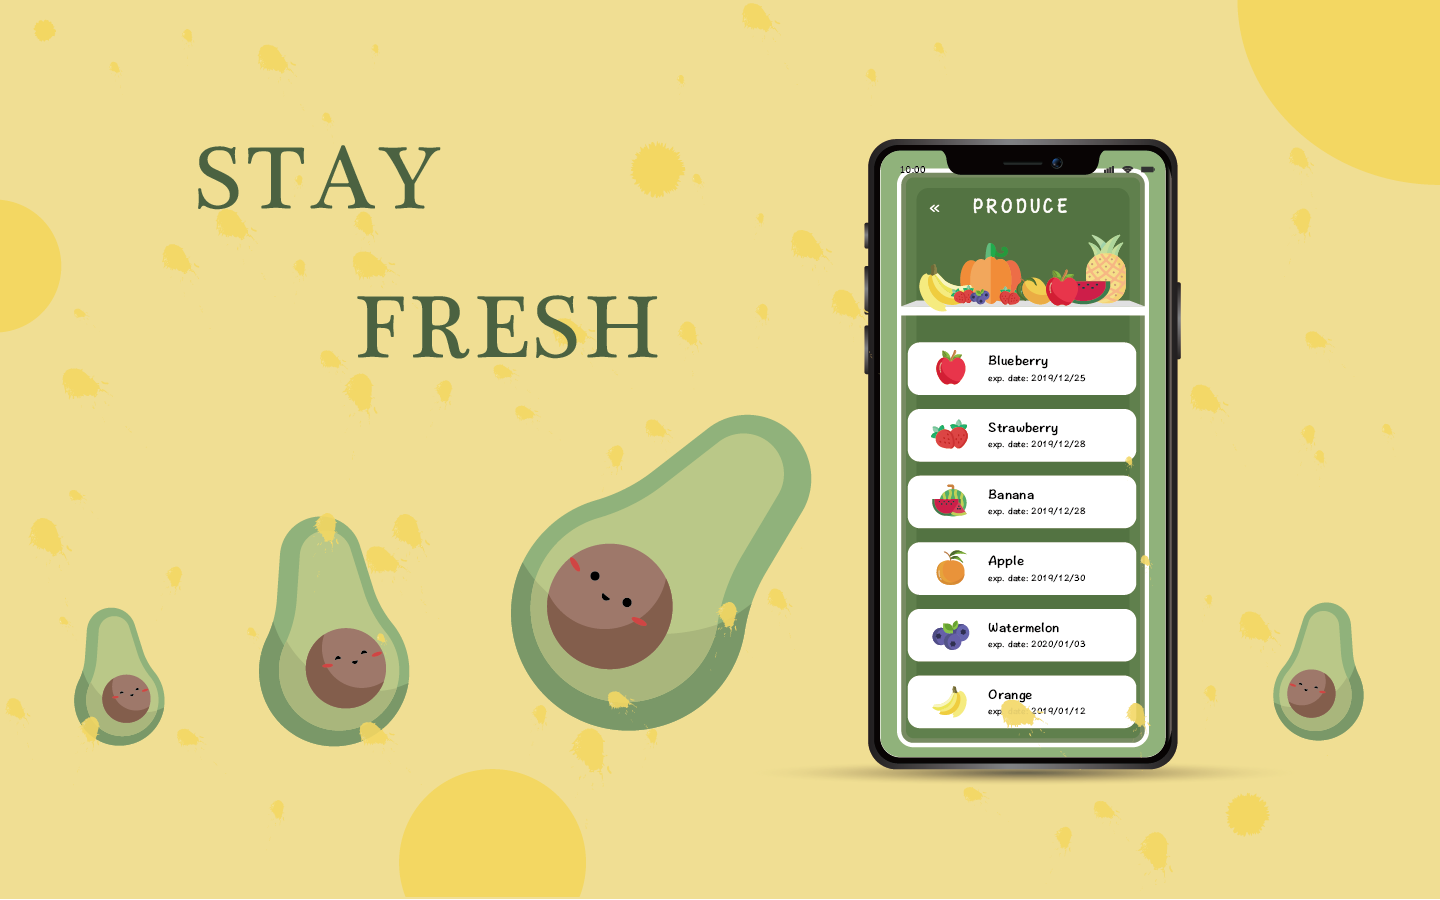 STAY
FRESH
10:00
« PRODUCE
Blueberry
exp. date: 2019/12/25
Strawberry
exp. date: 2019/12/28
Banana
exp. date: 2019/12/28
Apple
exp. date: 2019/12/30
Watermelon
exp. date: 2020/01/03
Orange
exp. 2019/01/12